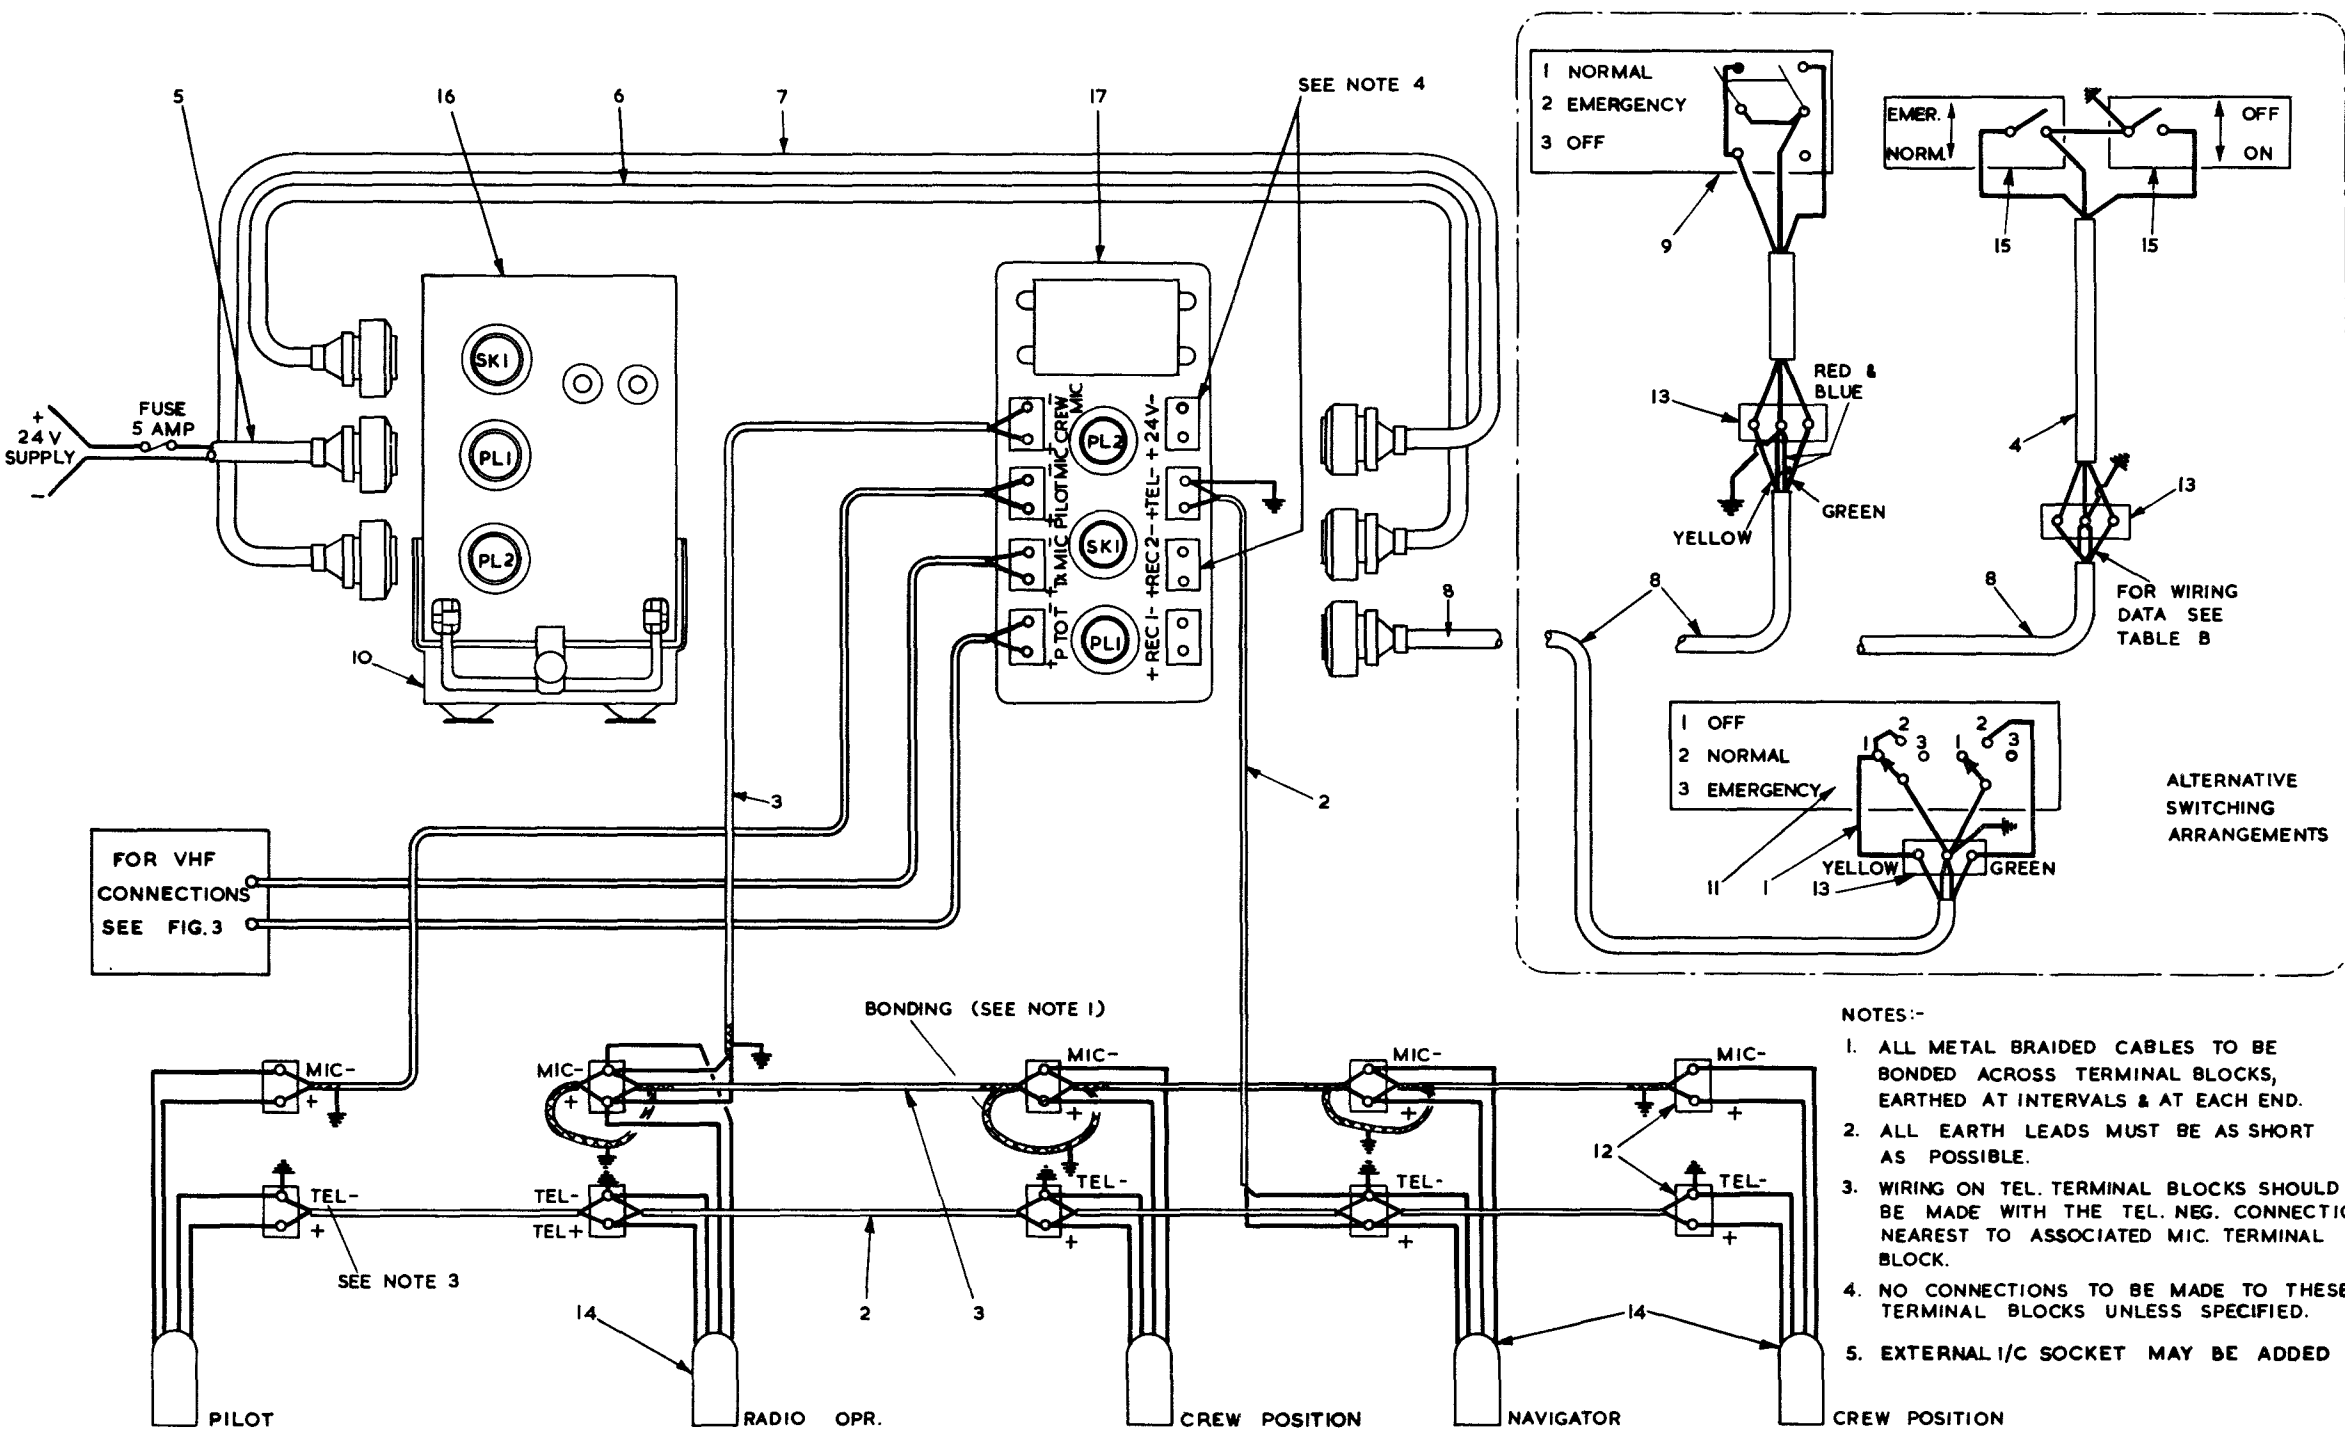 5
16
6
7
17
SEE NOTE 4
1 NORMAL
2 EMERGENCY
3 OFF
9
EMER.
NORM.
OFF
ON
15
15
+
24V
SUPPLY
-
FUSE
5 AMP
SK1
PL1
PL2
10
- CREW MIC +
- PILOT MIC +
- TX MIC +
- P TO T +
PL2
SK1
PL1
+ 24V -
+ TEL -
+ REC 2 -
+ REC 1 -
8
13
RED &
BLUE
YELLOW
GREEN
8
4
13
8
FOR WIRING
DATA SEE
TABLE B
1 OFF
2 NORMAL
3 EMERGENCY
1 2 3
1 2 3
11
1
13
YELLOW
GREEN
ALTERNATIVE
SWITCHING
ARRANGEMENTS
3
2
FOR VHF
CONNECTIONS
SEE FIG. 3
BONDING (SEE NOTE 1)
MIC-
+
MIC-
+
MIC-
+
MIC-
+
MIC-
+
12
TEL-
+
TEL-
TEL+
TEL-
+
TEL-
+
TEL-
+
SEE NOTE 3
14
2
3
14
PILOT
RADIO OPR.
CREW POSITION
NAVIGATOR
CREW POSITION
NOTES:-
1. ALL METAL BRAIDED CABLES TO BE
BONDED ACROSS TERMINAL BLOCKS,
EARTHED AT INTERVALS & AT EACH END.
2. ALL EARTH LEADS MUST BE AS SHORT
AS POSSIBLE.
3. WIRING ON TEL. TERMINAL BLOCKS SHOULD
BE MADE WITH THE TEL. NEG. CONNECTIO
NEAREST TO ASSOCIATED MIC. TERMINAL
BLOCK.
4. NO CONNECTIONS TO BE MADE TO THESE
TERMINAL BLOCKS UNLESS SPECIFIED.
5. EXTERNAL I/C SOCKET MAY BE ADDED